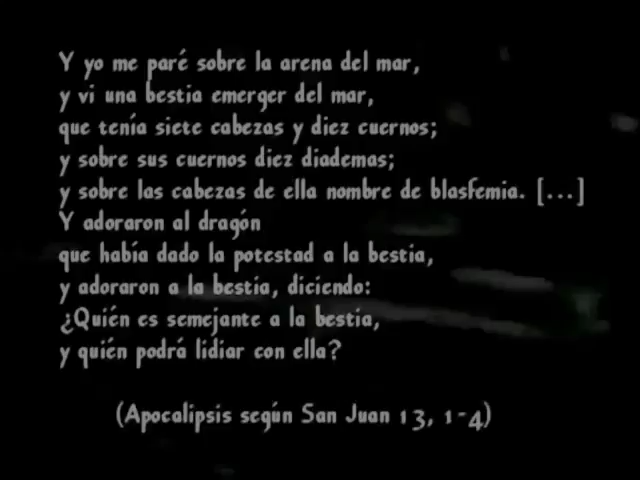 Y yo me paré sobre la arena del mar,
y vi una bestia emerger del mar,
que tenía siete cabezas y diez cuernos;
y sobre sus cuernos diez diademas;
y sobre las cabezas de ella nombre de blasfemia. [...]
Y adoraron al dragón
que había dado la potestad a la bestia,
y adoraron a la bestia, diciendo:
¿Quién es semejante a la bestia,
y quién podrá lidiar con ella?
(Apocalipsis según San Juan 13, 1-4)